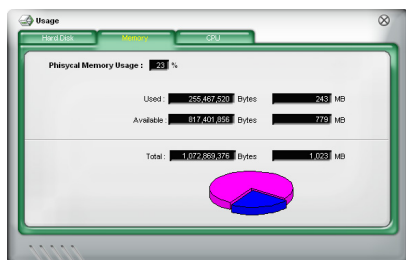 Usage
Hard Disk Memory CPU
Phisycal Memory Usage : 23 %
Used : 255,467,520 Bytes 243 MB
Available : 817,401,856 Bytes 779 MB
Total : 1,072,869,376 Bytes 1,023 MB